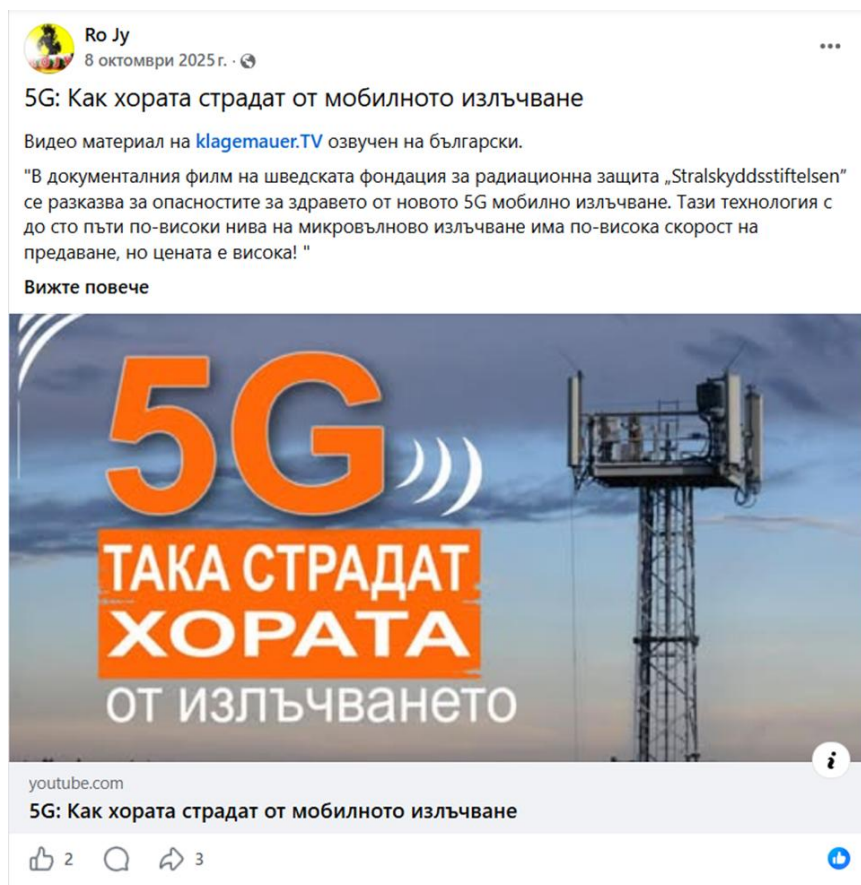 Ro Jy
8 октомври 2025 г. ·
5G: Как хората страдат от мобилното излъчване
Видео материал на klagemauer.TV озвучен на български.
"В документалния филм на шведската фондация за радиационна защита „Stralskyddsstiftelsen”
се разказва за опасностите за здравето от новото 5G мобилно излъчване. Тази технология с
до сто пъти по-високи нива на микровълново излъчване има по-висока скорост на
предаване, но цената е висока! "
Вижте повече
5G
ТАКА СТРАДАТ
ХОРАТА
от излъчването
youtube.com
5G: Как хората страдат от мобилното излъчване
2
3